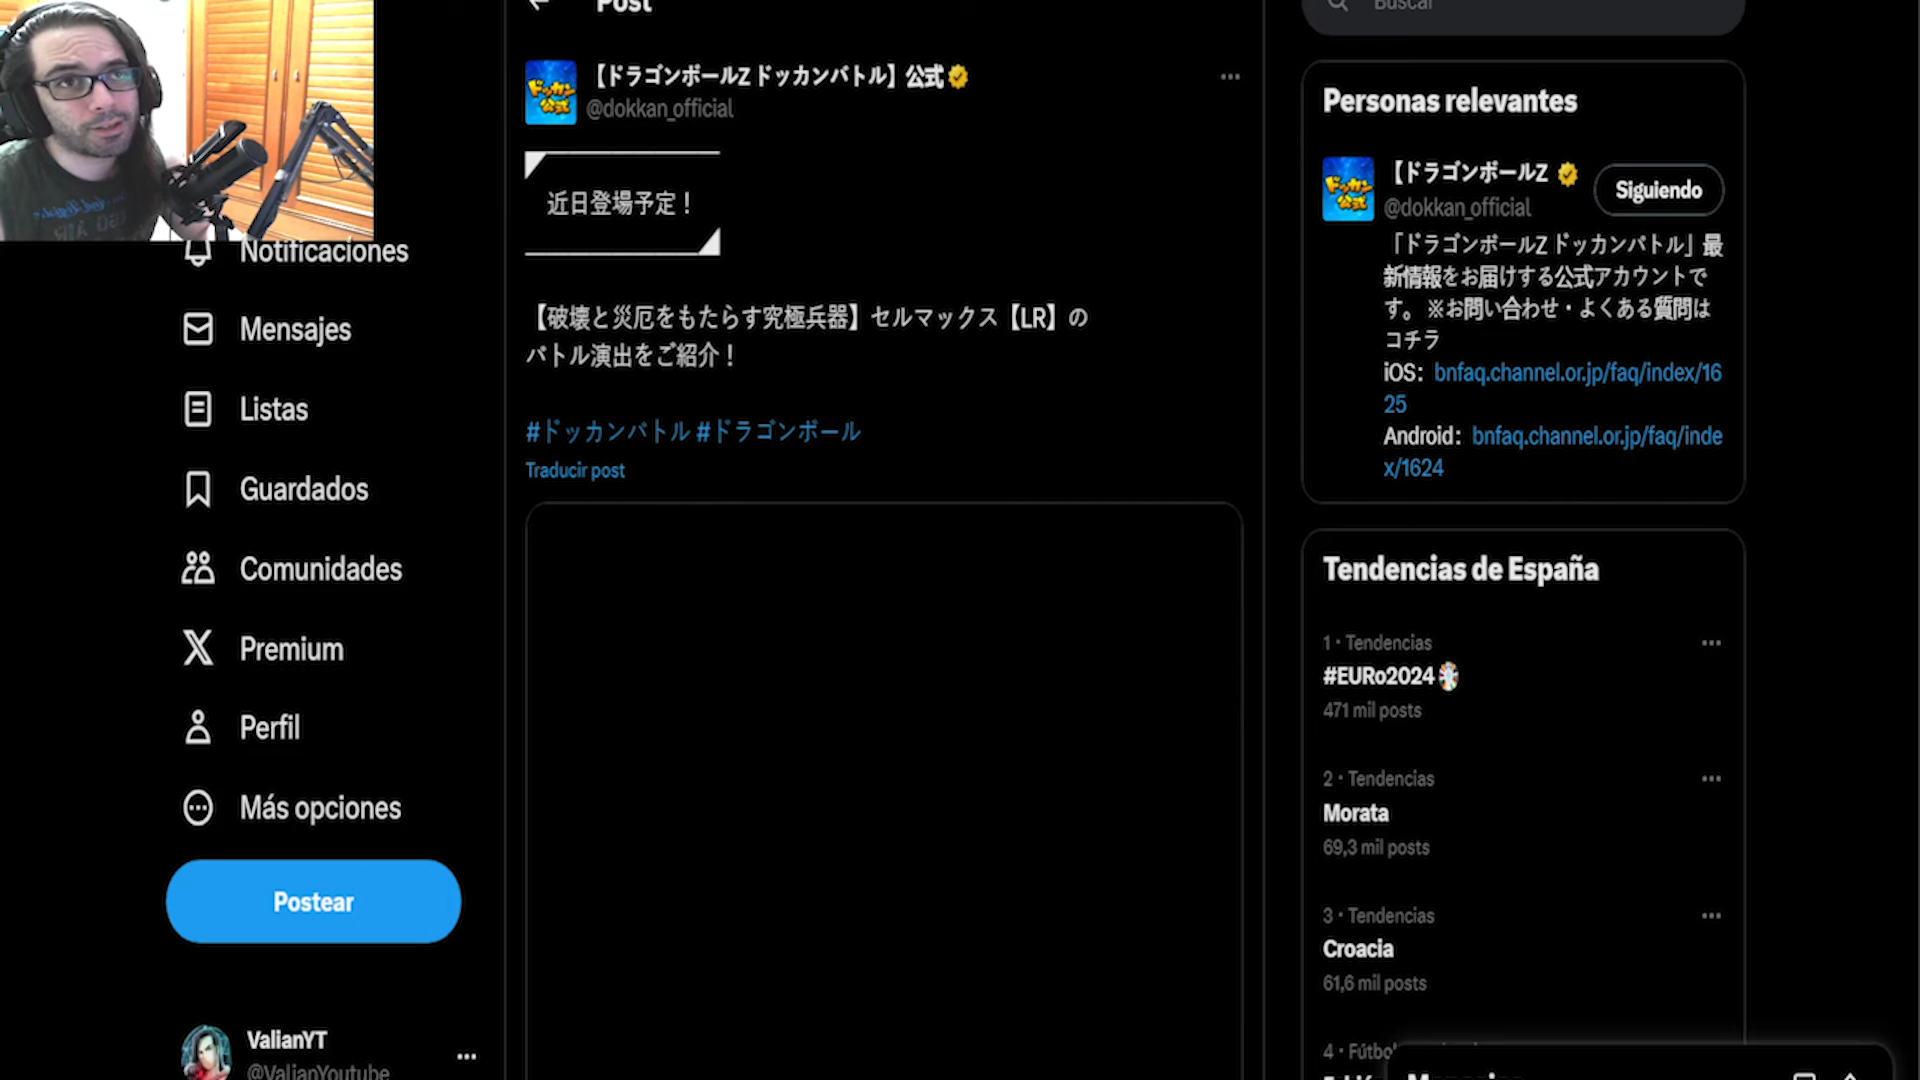 Post
Buscar
【ドラゴンボールZ ドッカンバトル】公式
@dokkan_official
近日登場予定！
【破壊と災厄をもたらす究極兵器】セルマックス【LR】の
バトル演出をご紹介！
#ドッカンバトル #ドラゴンボール
Traducir post
Notificaciones
Mensajes
Listas
Guardados
Comunidades
Premium
Perfil
Más opciones
Postear
ValianYT
@ValianYoutube
Personas relevantes
【ドラゴンボールZ
@dokkan_official
Siguiendo
「ドラゴンボールZ ドッカンバトル」最
新情報をお届けする公式アカウントで
す。 ※お問い合わせ・よくある質問は
コチラ
iOS: bnfaq.channel.or.jp/faq/index/16
25
Android: bnfaq.channel.or.jp/faq/inde
x/1624
Tendencias de España
1 · Tendencias
#EURo2024
471 mil posts
2 · Tendencias
Morata
69,3 mil posts
3 · Tendencias
Croacia
61,6 mil posts
4 · Fútbol